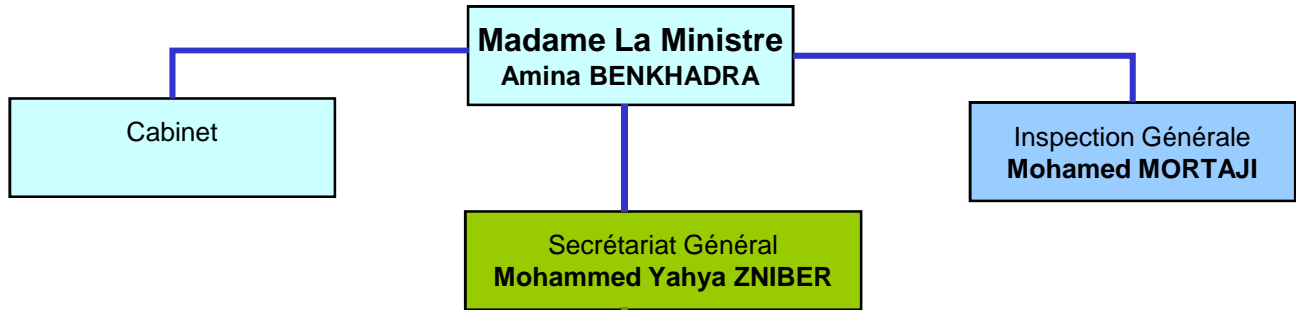 Madame La Ministre
Amina BENKHADRA
Cabinet
Inspection Générale
Mohamed MORTAJI
Secrétariat Général
Mohammed Yahya ZNIBER